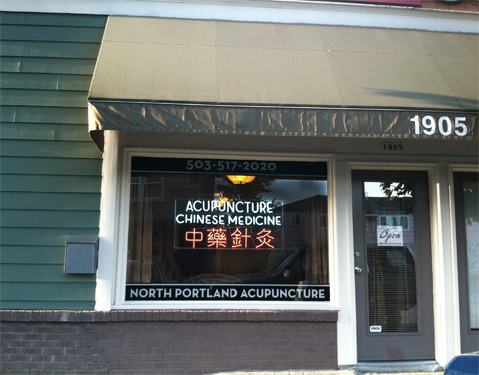 1905
1905
503-517-2020
ACUPUNCTURE
CHINESE MEDICINE
中藥針灸
NORTH PORTLAND ACUPUNCTURE
Open